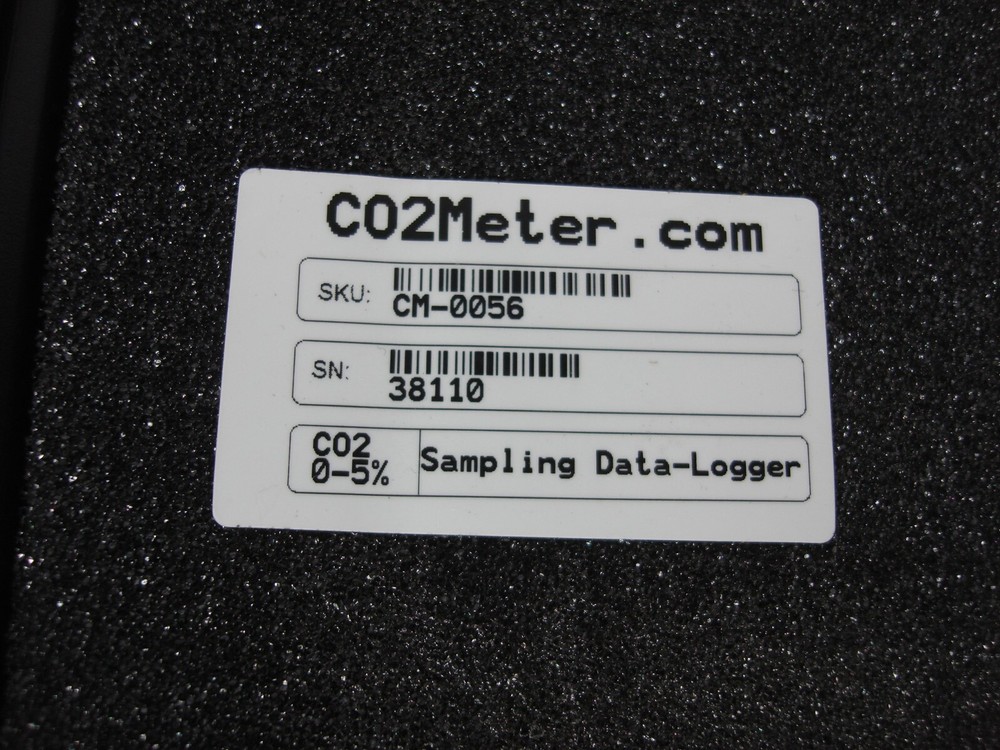 CO2Meter.com
SKU: CM-0056
SN: 38110
CO2
0-5%
Sampling Data-Logger